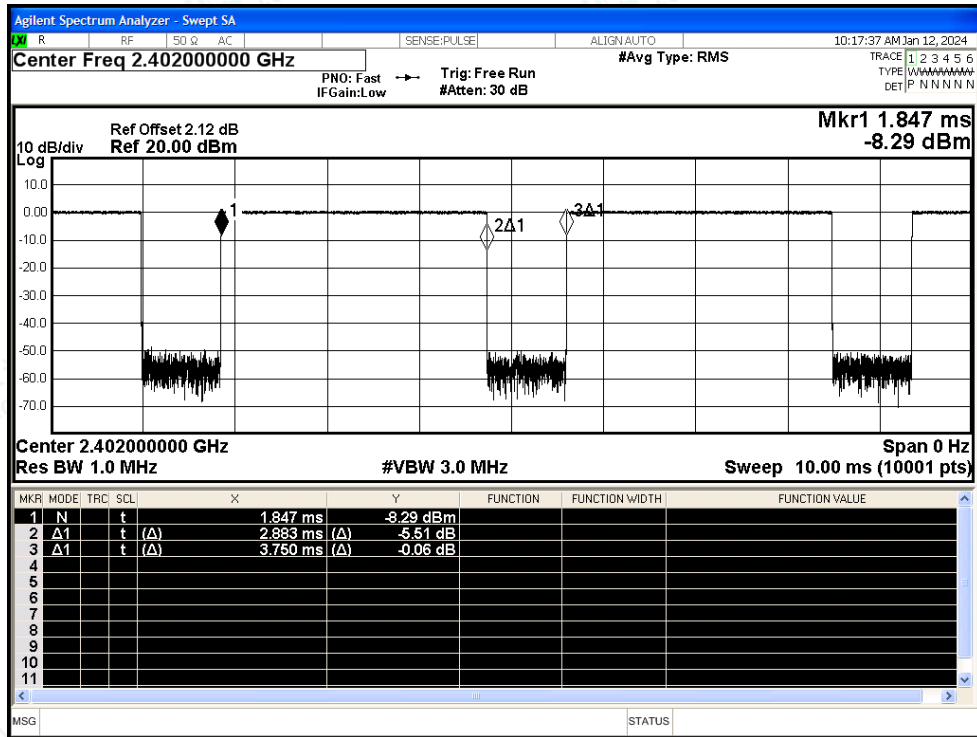 Agilent Spectrum Analyzer - Swept SA
LXI R RF 50 Ω AC SENSE:PULSE ALIGN AUTO 10:17:37 AM Jan 12, 2024
Center Freq 2.402000000 GHz
PNO: Fast
IFGain:Low
Trig: Free Run
#Atten: 30 dB
#Avg Type: RMS
TRACE 1 2 3 4 5 6
TYPE WWWWWW
DET P N N N N N
Mkr1 1.847 ms
-8.29 dBm
Ref Offset 2.12 dB
10 dB/div Ref 20.00 dBm
Log
10.0
0.00
-10.0
-20.0
-30.0
-40.0
-50.0
-60.0
-70.0
1
2Δ1
3Δ1
Center 2.402000000 GHz Span 0 Hz
Res BW 1.0 MHz #VBW 3.0 MHz Sweep 10.00 ms (10001 pts)
MKR MODE TRC SCL X Y FUNCTION FUNCTION WIDTH FUNCTION VALUE
1 N t 1.847 ms -8.29 dBm
2 Δ1 t (Δ) 2.883 ms (Δ) -5.51 dB
3 Δ1 t (Δ) 3.750 ms (Δ) -0.06 dB
4
5
6
7
8
9
10
11
MSG STATUS